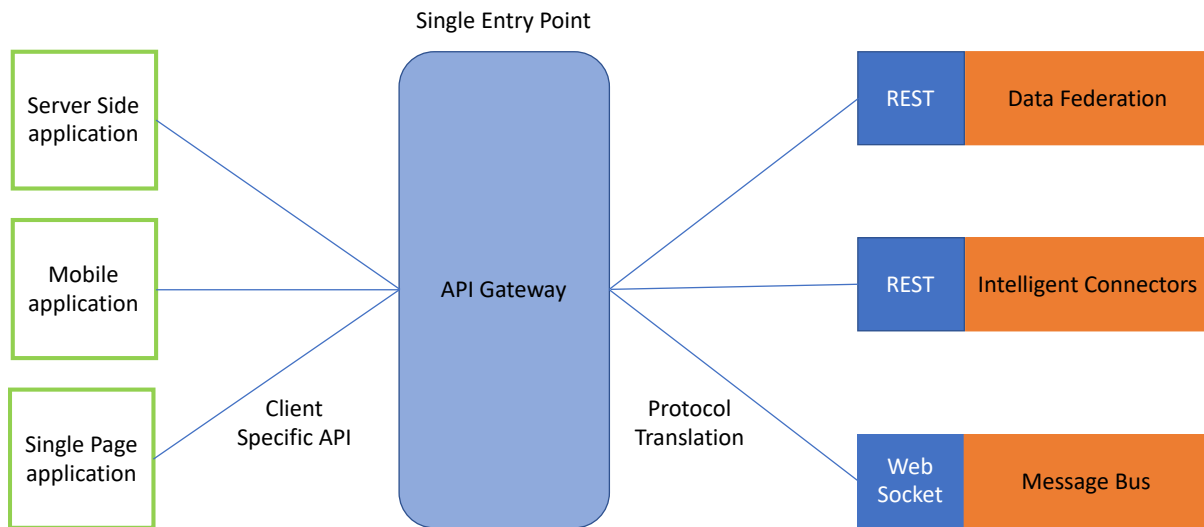 Single Entry Point
Server Side
application
Mobile
application
Single Page
application
Client
Specific API
API Gateway
Protocol
Translation
REST
Data Federation
REST
Intelligent Connectors
Web
Socket
Message Bus